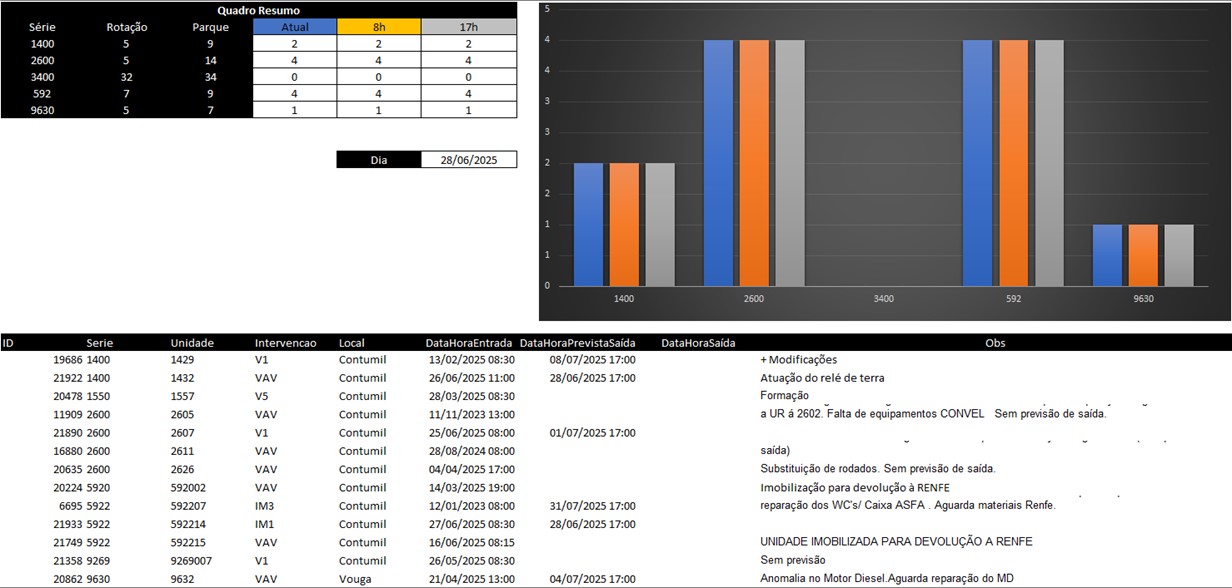 Quadro Resumo
Série Rotação Parque Atual 8h 17h
1400 5 9 2 2 2
2600 5 14 4 4 4
3400 32 34 0 0 0
592 7 9 4 4 4
9630 5 7 1 1 1
Dia 28/06/2025
5
4
4
3
3
2
2
1
1
0
1400 2600 3400 592 9630
ID Serie Unidade Intervencao Local DataHoraEntrada DataHoraPrevistaSaída DataHoraSaída Obs
19686 1400 1429 V1 Contumil 13/02/2025 08:30 08/07/2025 17:00 + Modificações
21922 1400 1432 VAV Contumil 26/06/2025 11:00 28/06/2025 17:00 Atuação do relé de terra
20478 1550 1557 V5 Contumil 28/03/2025 08:30 Formação
11909 2600 2605 VAV Contumil 11/11/2023 13:00 a UR á 2602. Falta de equipamentos CONVEL Sem previsão de saída.
21890 2600 2607 V1 Contumil 25/06/2025 08:00 01/07/2025 17:00
16880 2600 2611 VAV Contumil 28/08/2024 08:00 saída)
20635 2600 2626 VAV Contumil 04/04/2025 17:00 Substituição de rodados. Sem previsão de saída.
20224 5920 592002 VAV Contumil 14/03/2025 19:00 Imobilização para devolução à RENFE
6695 5922 592207 IM3 Contumil 12/01/2023 08:00 31/07/2025 17:00 reparação dos WC's/ Caixa ASFA . Aguarda materiais Renfe.
21933 5922 592214 IM1 Contumil 27/06/2025 08:30 28/06/2025 17:00
21749 5922 592215 VAV Contumil 16/06/2025 08:15 UNIDADE IMOBILIZADA PARA DEVOLUÇÃO A RENFE
21358 9269 9269007 V1 Contumil 26/05/2025 08:30 Sem previsão
20862 9630 9632 VAV Vouga 21/04/2025 13:00 04/07/2025 17:00 Anomalia no Motor Diesel.Aguarda reparação do MD